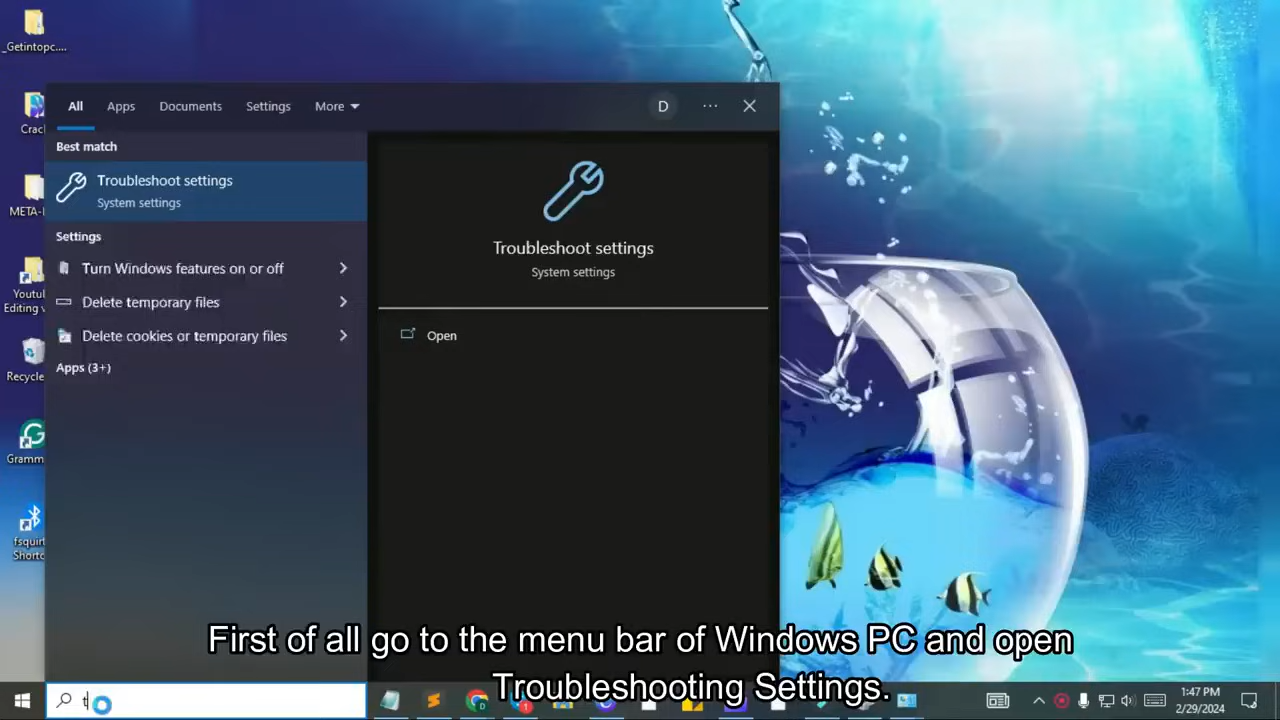 _Getintopc....
Crac
META-I
Youtul
Editing v
Recycle
Gramm
fsquirt
Shortc
All Apps Documents Settings More D ...
Best match
Troubleshoot settings
System settings
Settings
Turn Windows features on or off
Delete temporary files
Delete cookies or temporary files
Apps (3+)
Troubleshoot settings
System settings
Open
First of all go to the menu bar of Windows PC and open
Troubleshooting Settings.
t
1:47 PM
2/29/2024